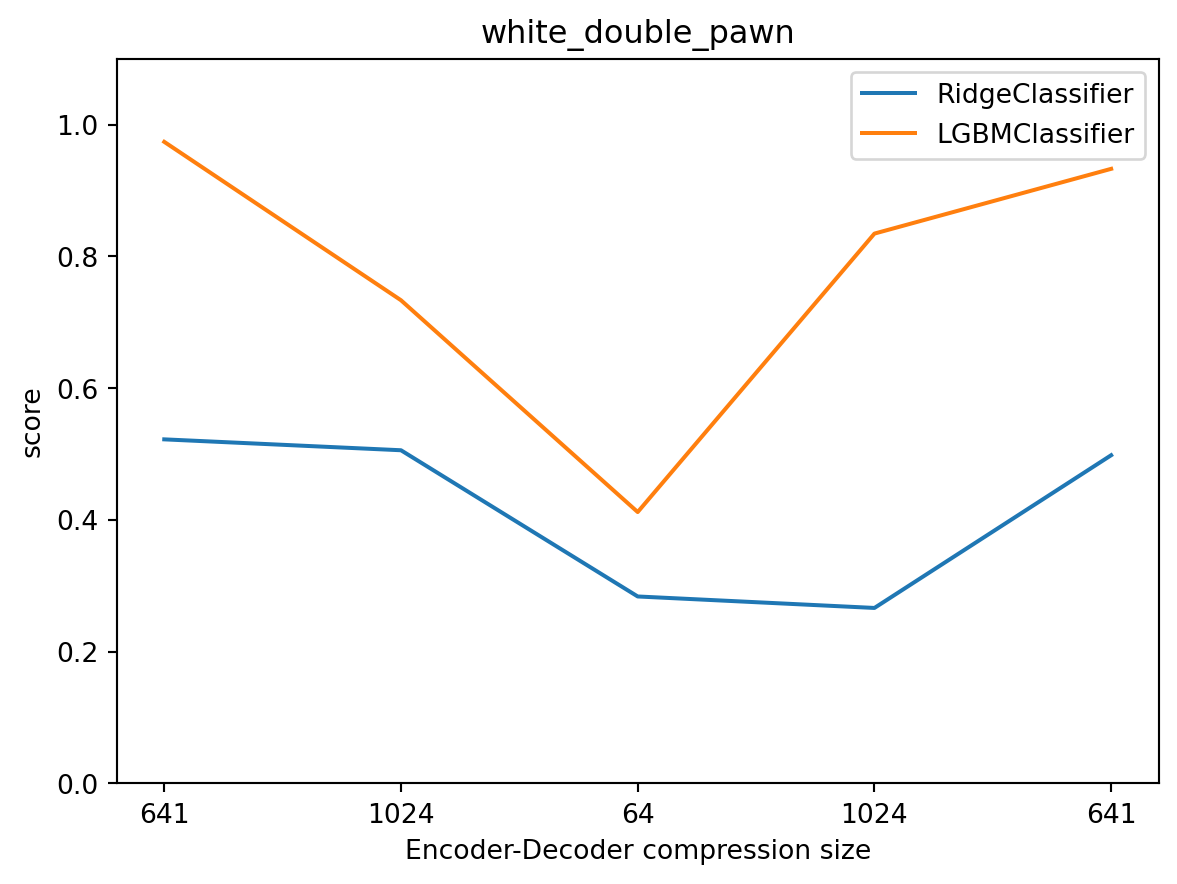 white_double_pawn
RidgeClassifier
LGBMClassifier
1.0
0.8
0.6
0.4
0.2
0.0
score
641 1024 64 1024 641
Encoder-Decoder compression size